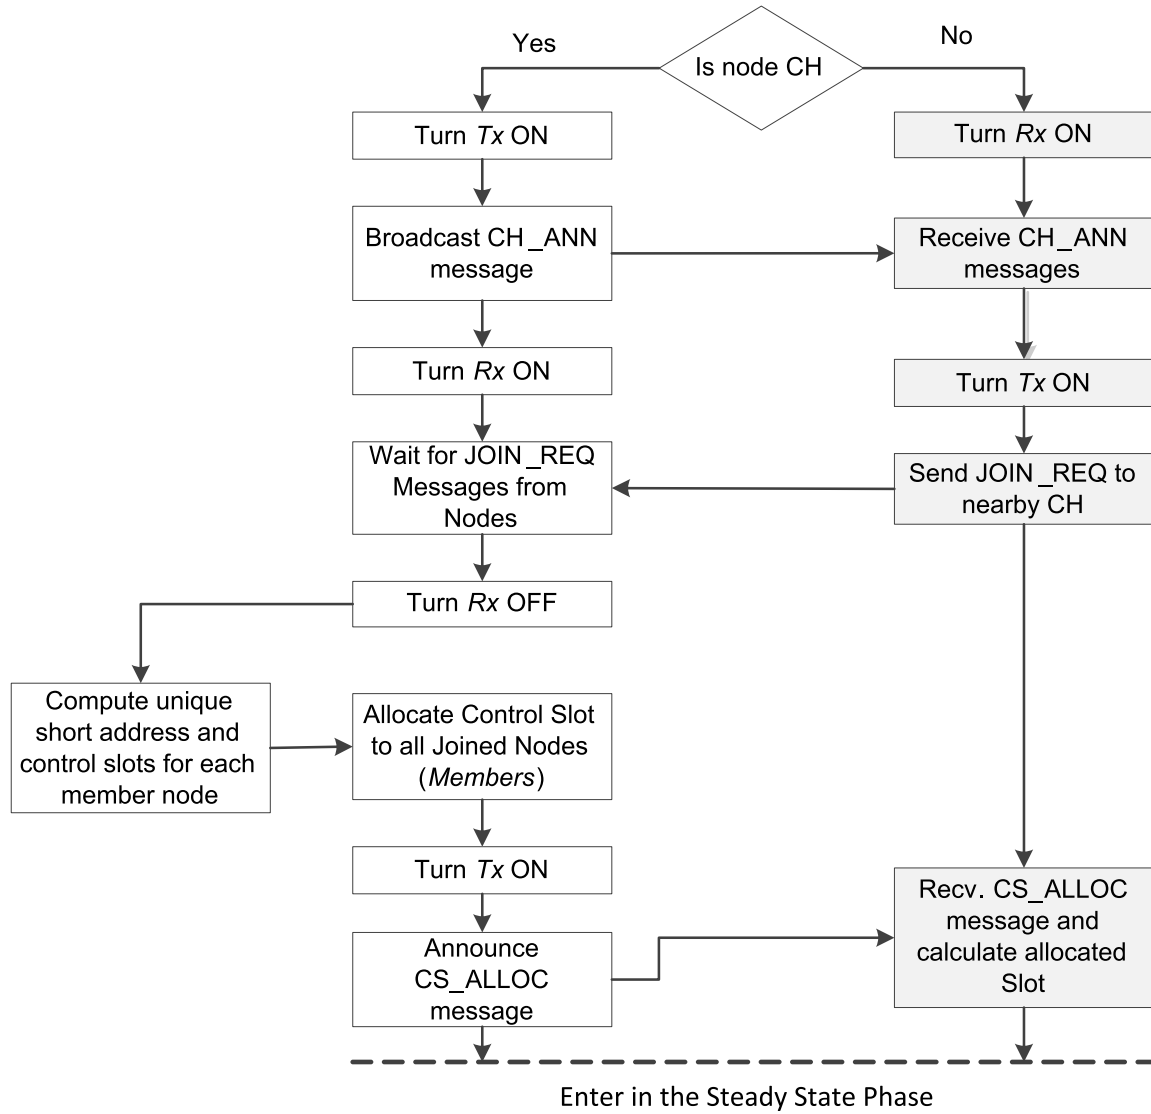 Yes
Is node CH
No
Turn Tx ON
Turn Rx ON
Broadcast CH_ANN
message
Receive CH_ANN
messages
Turn Rx ON
Turn Tx ON
Wait for JOIN_REQ
Messages from
Nodes
Send JOIN_REQ to
nearby CH
Turn Rx OFF
Compute unique
short address and
control slots for each
member node
Allocate Control Slot
to all Joined Nodes
(Members)
Turn Tx ON
Announce
CS_ALLOC
message
Recv. CS_ALLOC
message and
calculate allocated
Slot
Enter in the Steady State Phase